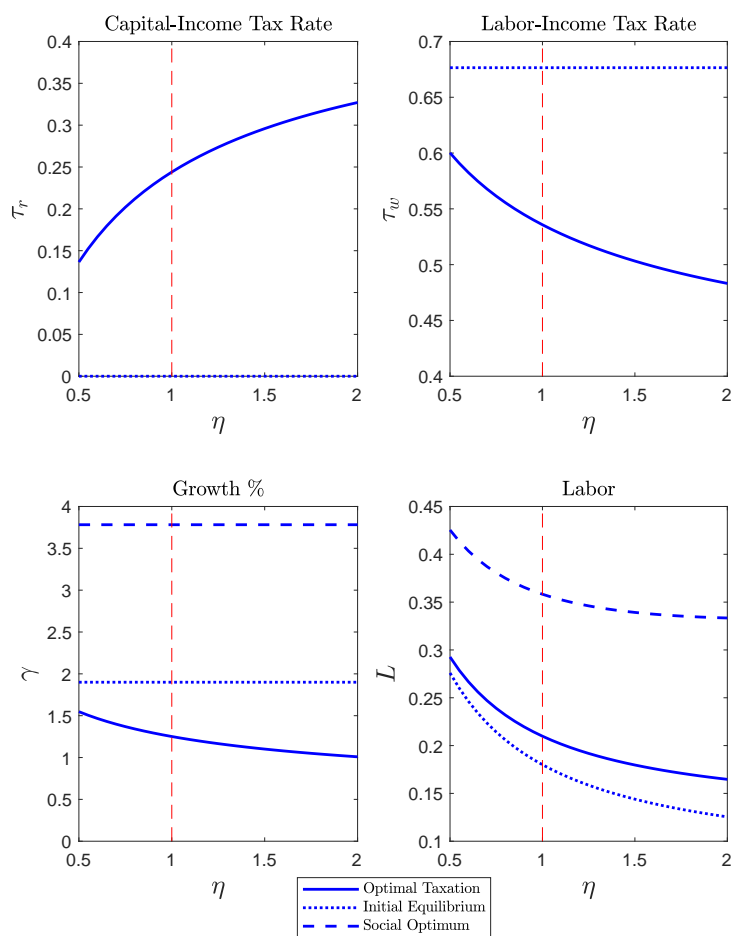 Capital-Income Tax Rate
0.4
0.35
0.3
0.25
0.2
0.15
0.1
0.05
0
τr
0.5 1 1.5 2
η
Labor-Income Tax Rate
0.7
0.65
0.6
0.55
0.5
0.45
0.4
τw
0.5 1 1.5 2
η
Growth %
4
3.5
3
2.5
2
1.5
1
0.5
0
γ
0.5 1 1.5 2
η
Labor
0.45
0.4
0.35
0.3
0.25
0.2
0.15
0.1
L
0.5 1 1.5 2
η
Optimal Taxation
Initial Equilibrium
Social Optimum